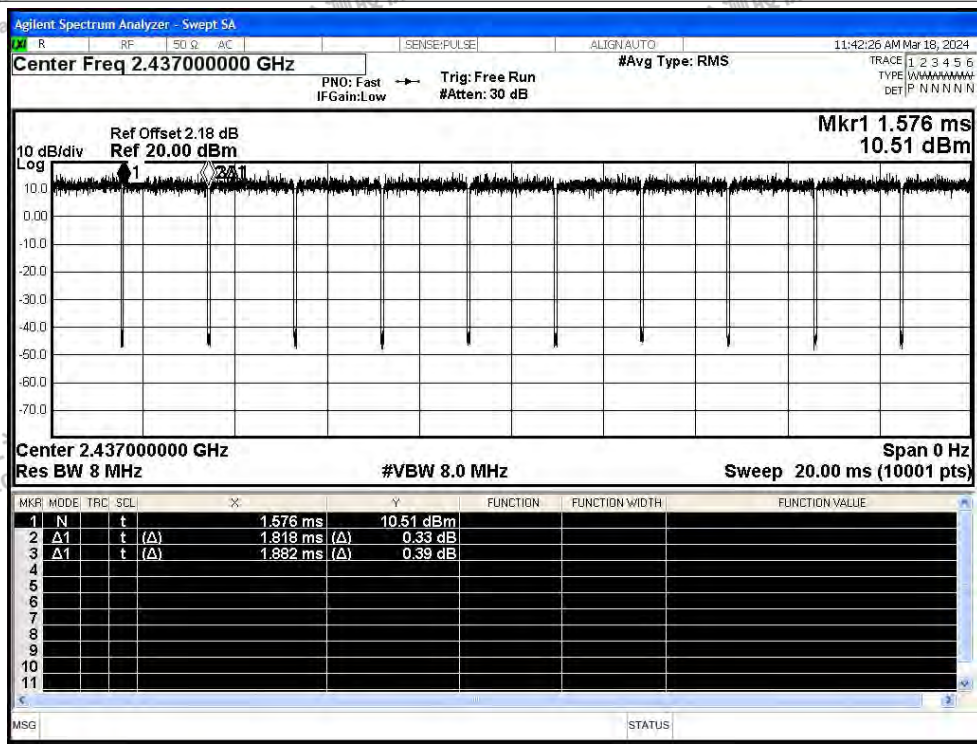 Agilent Spectrum Analyzer - Swept SA
R RF 50 Ω AC SENSE:PULSE ALIGN AUTO 11:42:26 AM Mar 18, 2024
Center Freq 2.437000000 GHz #Avg Type: RMS TRACE 1 2 3 4 5 6
PNO: Fast Trig: Free Run TYPE WWWWWW
IFGain:Low #Atten: 30 dB DET P N N N N N
Mkr1 1.576 ms
Ref Offset 2.18 dB
10 dB/div Ref 20.00 dBm 10.51 dBm
Log
1 2Δ1
10.0
0.00
-10.0
-20.0
-30.0
-40.0
-50.0
-60.0
-70.0
Center 2.437000000 GHz Span 0 Hz
Res BW 8 MHz #VBW 8.0 MHz Sweep 20.00 ms (10001 pts)
MKR MODE TRC SCL X Y FUNCTION FUNCTION WIDTH FUNCTION VALUE
1 N t 1.576 ms 10.51 dBm
2 Δ1 t (Δ) 1.818 ms (Δ) 0.33 dB
3 Δ1 t (Δ) 1.882 ms (Δ) 0.39 dB
4
5
6
7
8
9
10
11
MSG STATUS